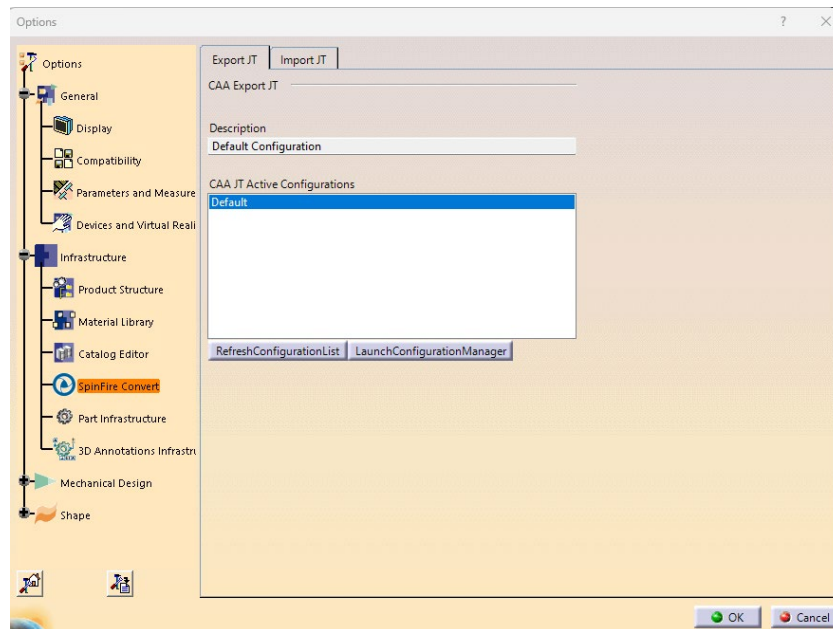 Options
? ×
Options
General
Display
Compatibility
Parameters and Measure
Devices and Virtual Reali
Infrastructure
Product Structure
Material Library
Catalog Editor
SpinFire Convert
Part Infrastructure
3D Annotations Infrastru
Mechanical Design
Shape
Export JT Import JT
CAA Export JT
Description
Default Configuration
CAA JT Active Configurations
Default
RefreshConfigurationList LaunchConfigurationManager
OK Cancel